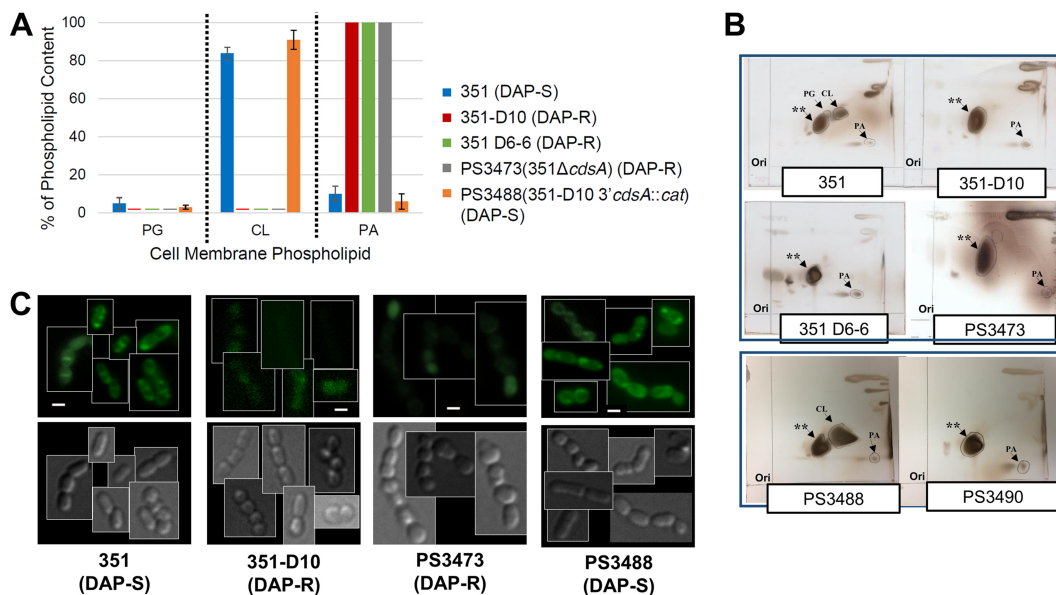 A
% of Phospholipid Content
100
80
60
40
20
0
PG
CL
PA
Cell Membrane Phospholipid
351 (DAP-S)
351-D10 (DAP-R)
351 D6-6 (DAP-R)
PS3473(351ΔcdsA) (DAP-R)
PS3488(351-D10 3'cdsA::cat)
(DAP-S)
B
PG
CL
**
PA
Ori
351
**
PA
Ori
351-D10
**
PA
Ori
351 D6-6
**
PA
Ori
PS3473
CL
**
PA
Ori
PS3488
**
PA
Ori
PS3490
C
351
(DAP-S)
351-D10
(DAP-R)
PS3473
(DAP-R)
PS3488
(DAP-S)